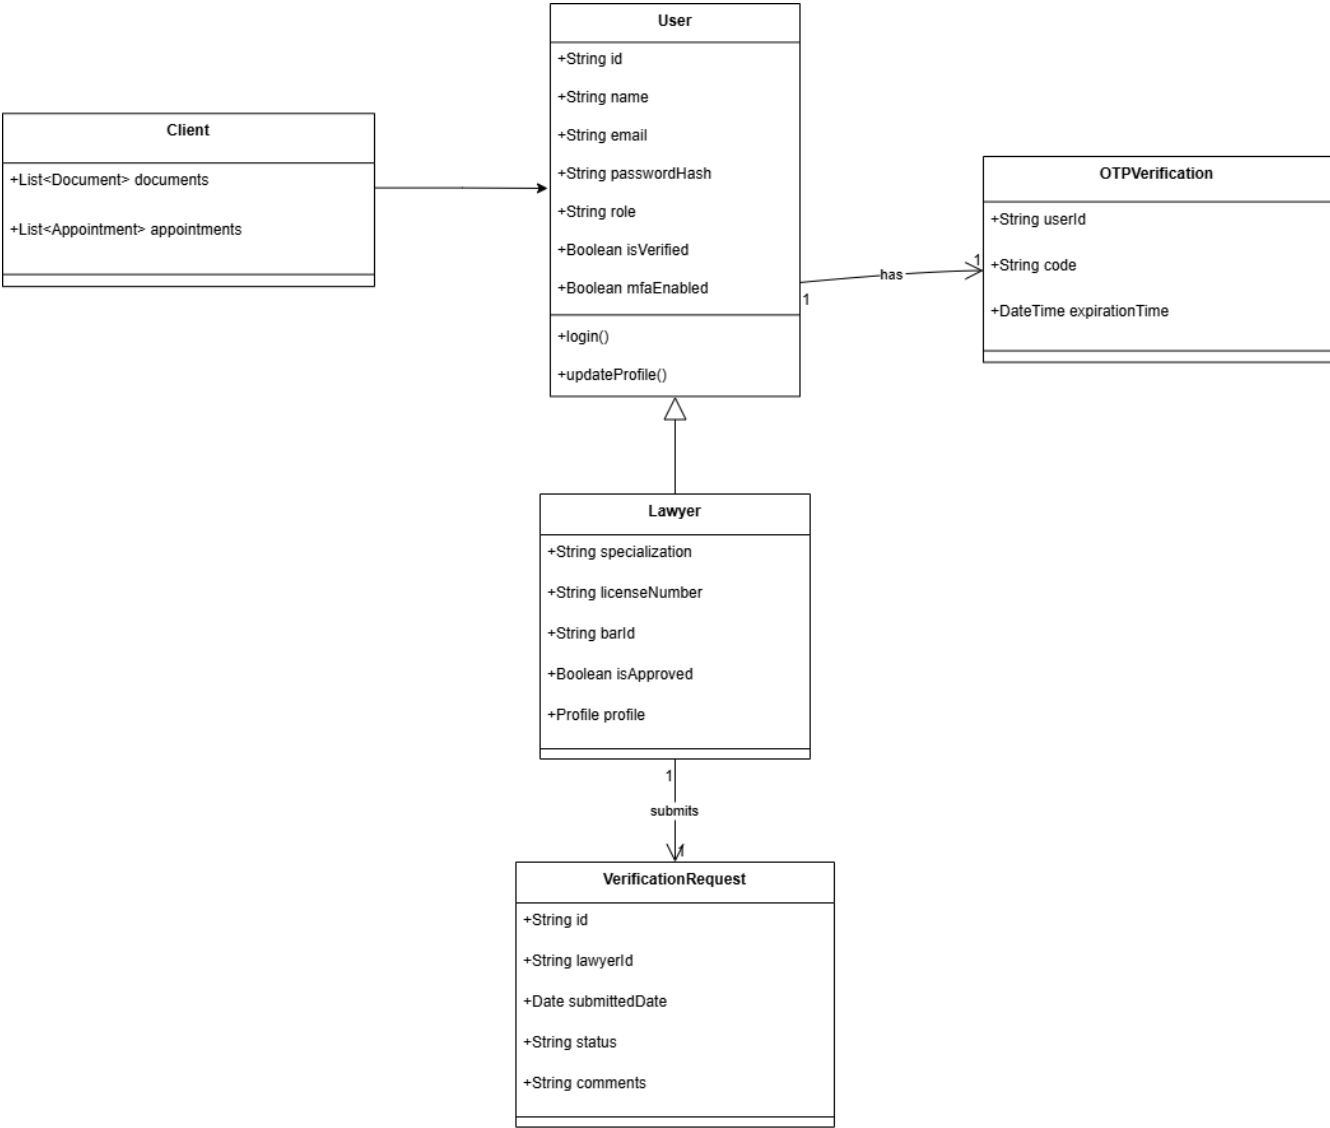 User
+String id
+String name
+String email
+String passwordHash
+String role
+Boolean isVerified
+Boolean mfaEnabled
+login()
+updateProfile()
Client
+List<Document> documents
+List<Appointment> appointments
OTPVerification
+String userId
+String code
+DateTime expirationTime
1
has
1
Lawyer
+String specialization
+String licenseNumber
+String barId
+Boolean isApproved
+Profile profile
1
submits
1
VerificationRequest
+String id
+String lawyerId
+Date submittedDate
+String status
+String comments